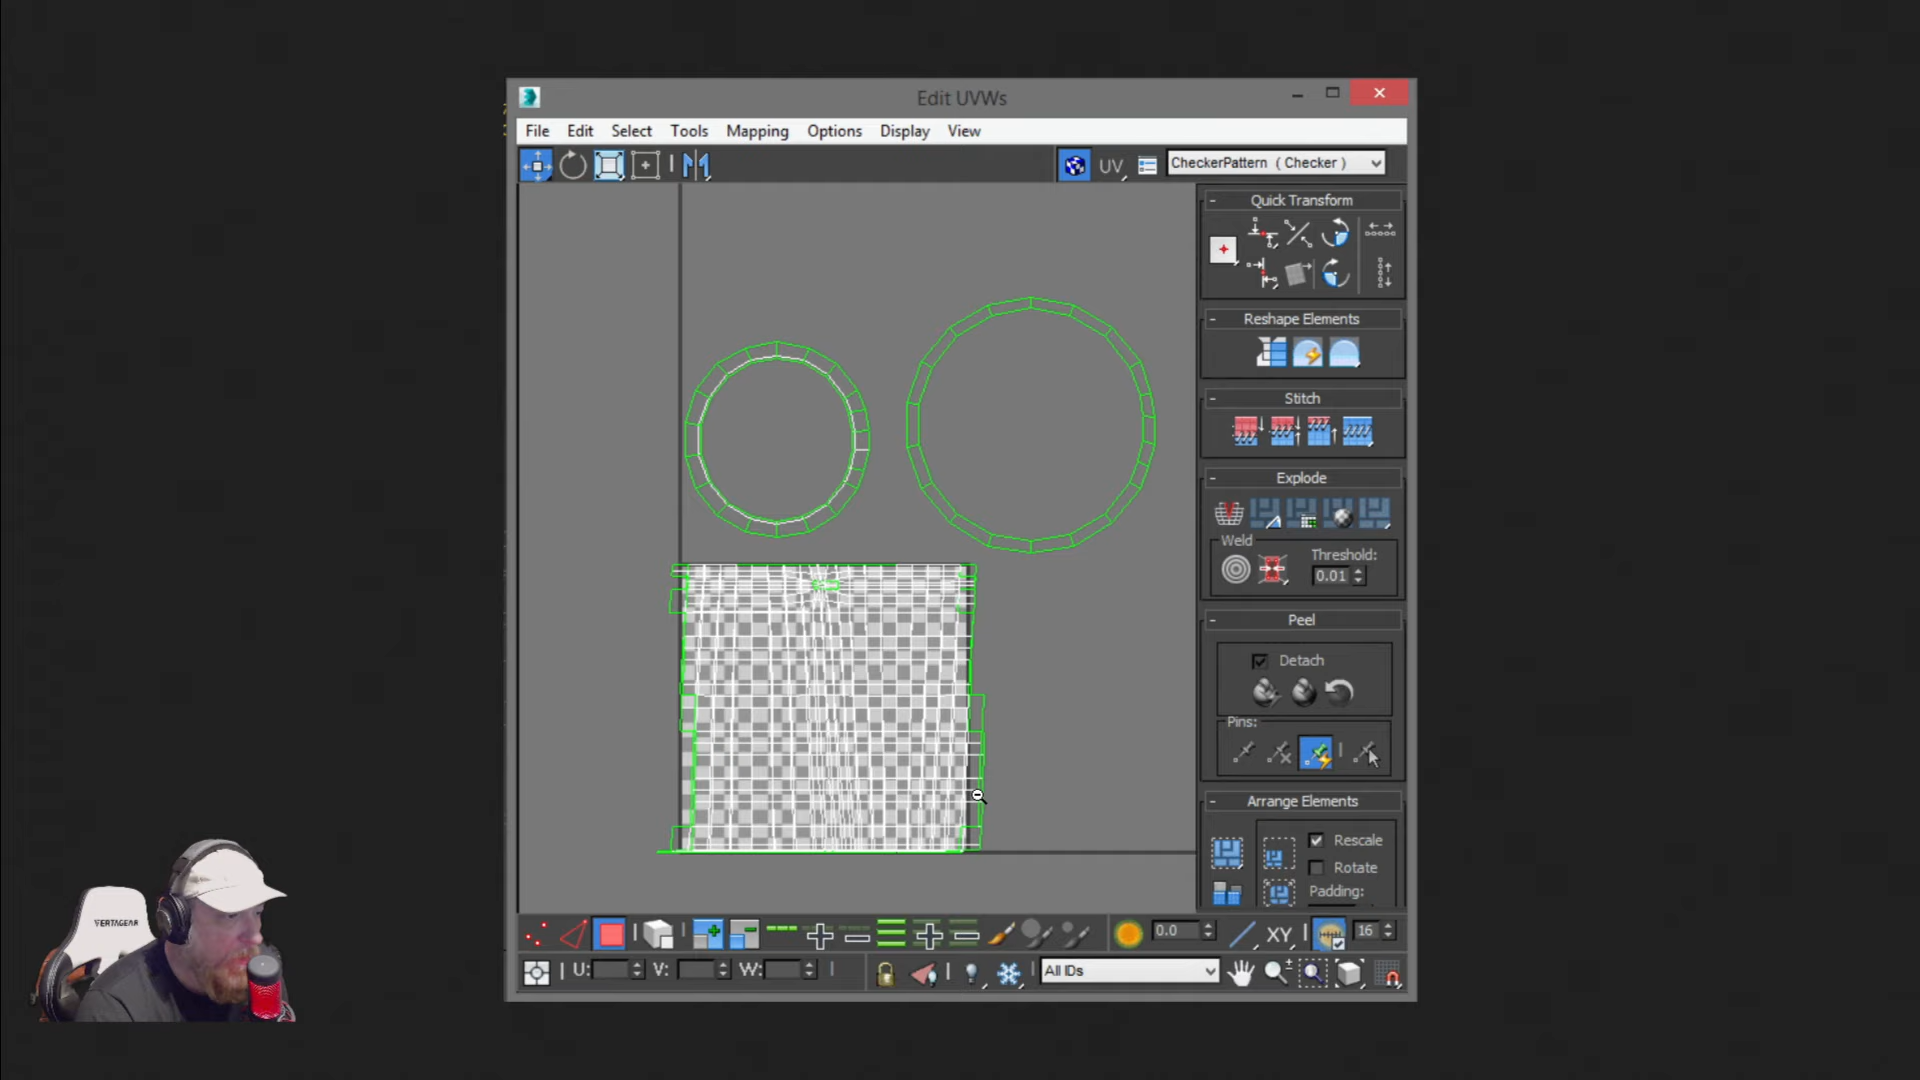 Edit UVWs
File Edit Select Tools Mapping Options Display View
UV
CheckerPattern ( Checker )
- Quick Transform
- Reshape Elements
- Stitch
- Explode
Weld
Threshold:
0.01
- Peel
Detach
Pins:
- Arrange Elements
Rescale
Rotate
Padding:
0.0
XY
16
U: V: W:
All IDs
VERTAGEAR